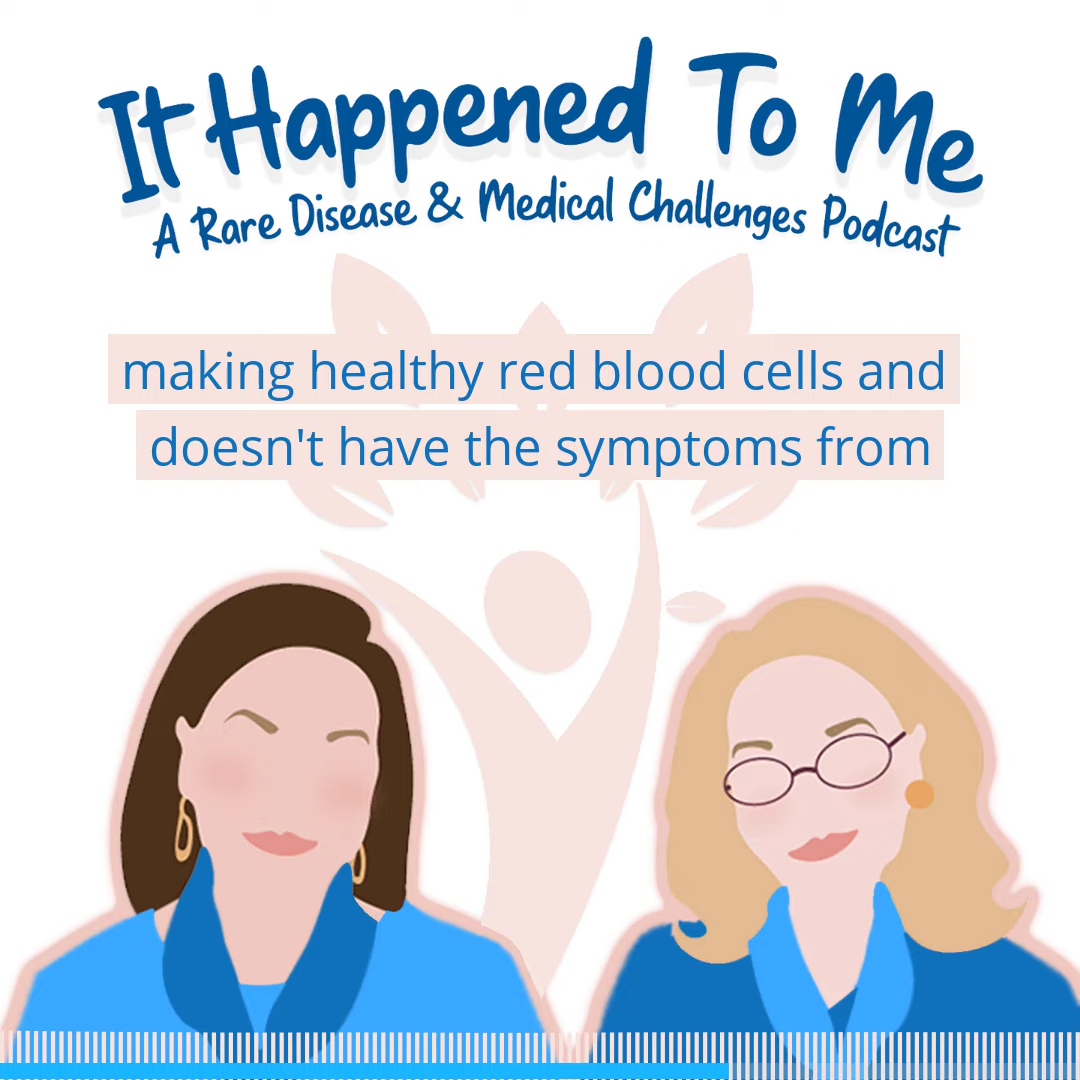 It Happened To Me
A Rare Disease & Medical Challenges Podcast
making healthy red blood cells and
doesn't have the symptoms from